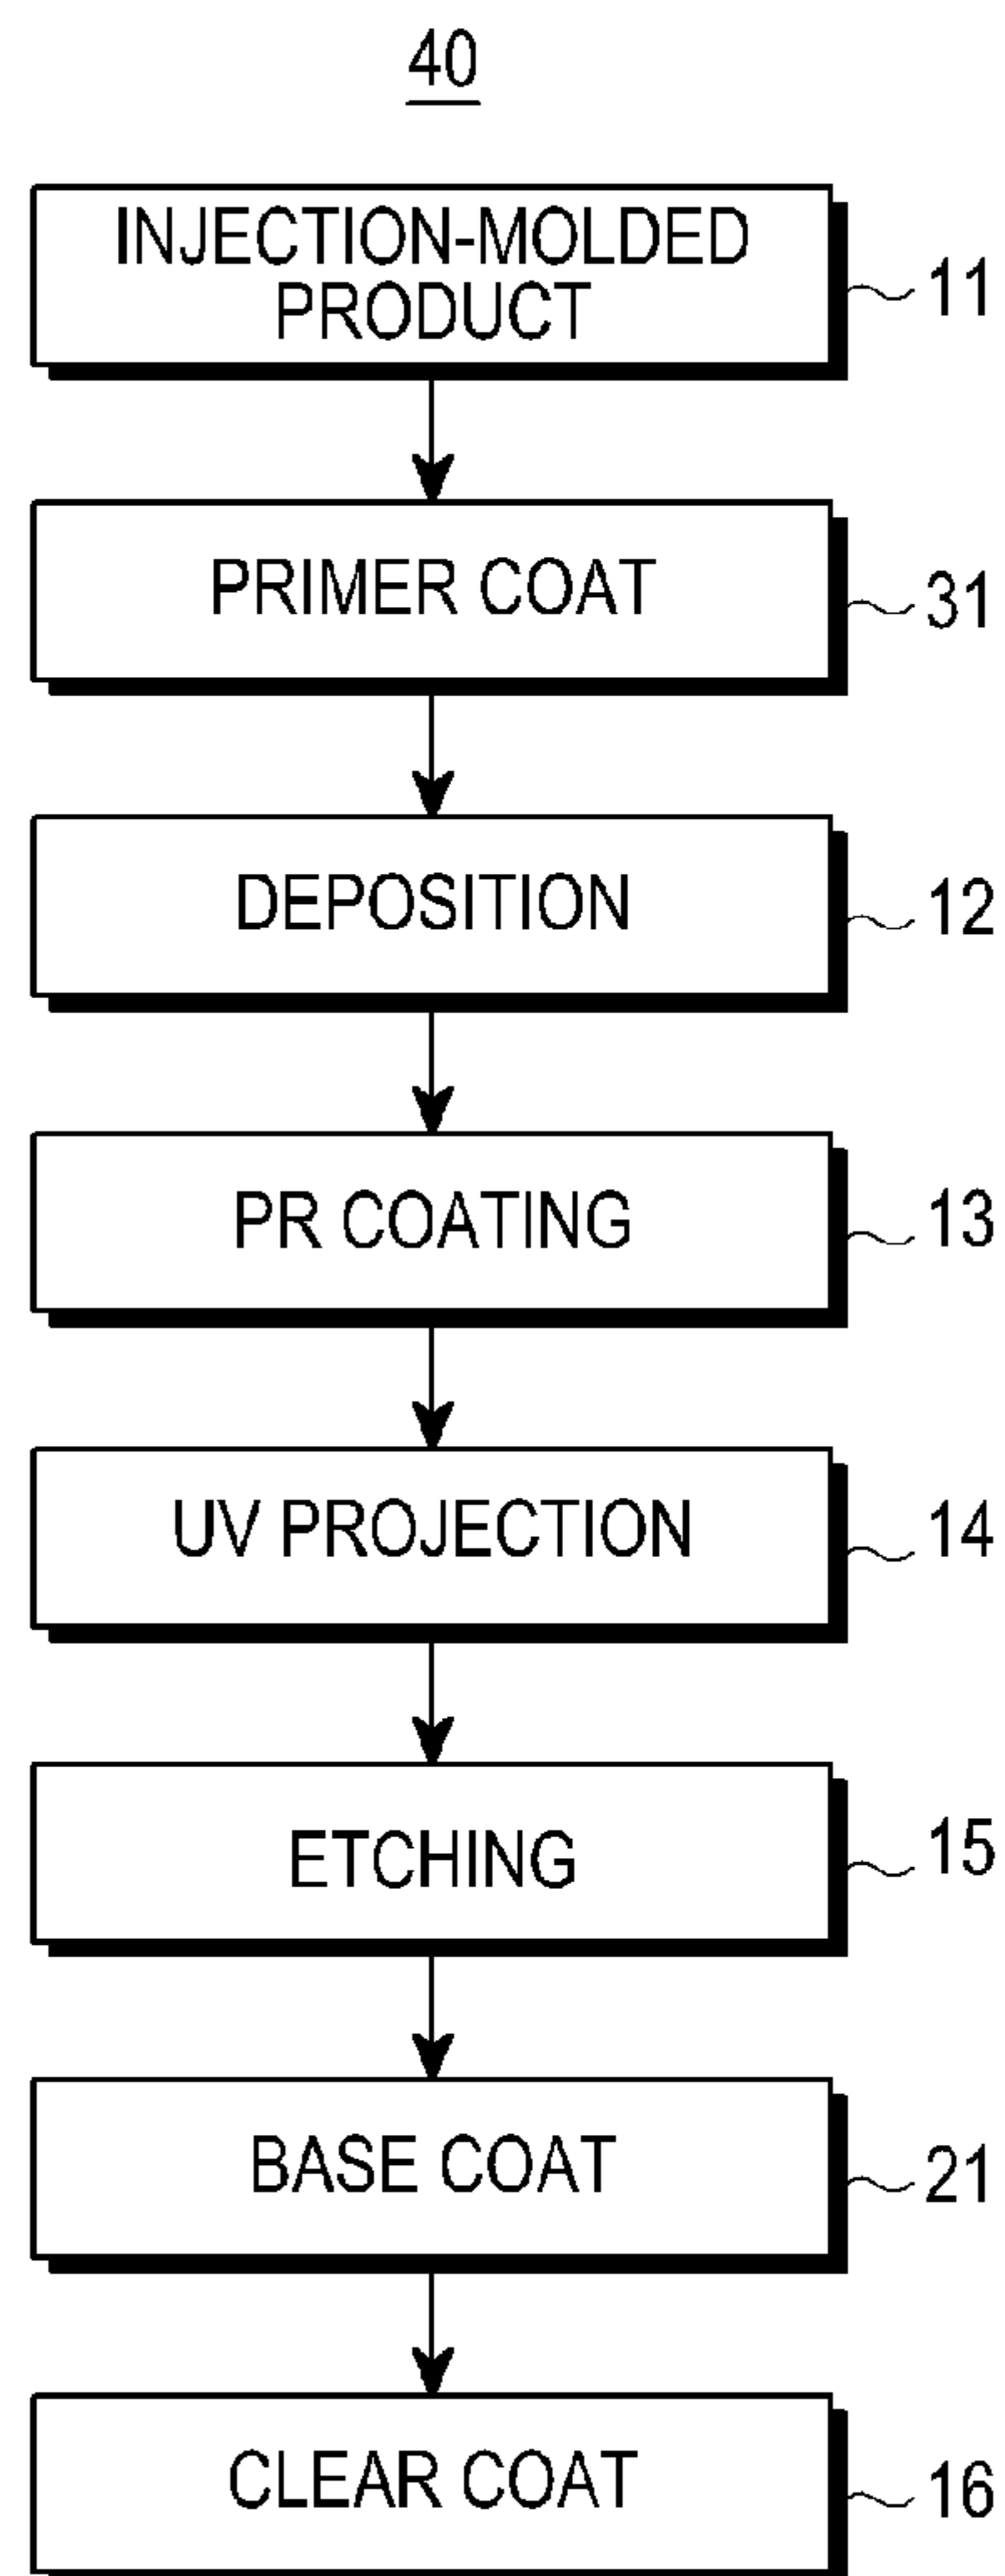 40
INJECTION-MOLDED
PRODUCT
11
PRIMER COAT
31
DEPOSITION
12
PR COATING
13
UV PROJECTION
14
ETCHING
15
BASE COAT
21
CLEAR COAT
16